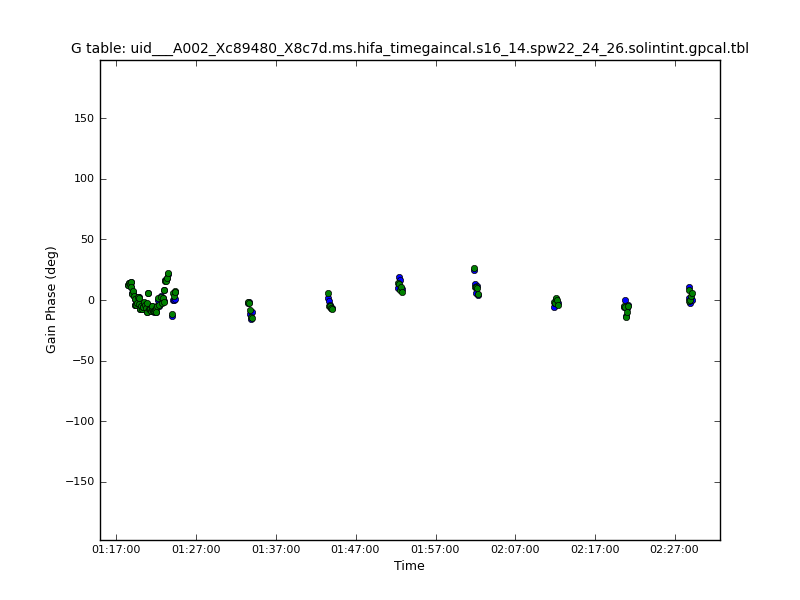 G table: uid___A002_Xc89480_X8c7d.ms.hifa_timegaincal.s16_14.spw22_24_26.solintint.gpcal.tbl
Gain Phase (deg)
150
100
50
0
−50
−100
−150
01:17:00 01:27:00 01:37:00 01:47:00 01:57:00 02:07:00 02:17:00 02:27:00
Time